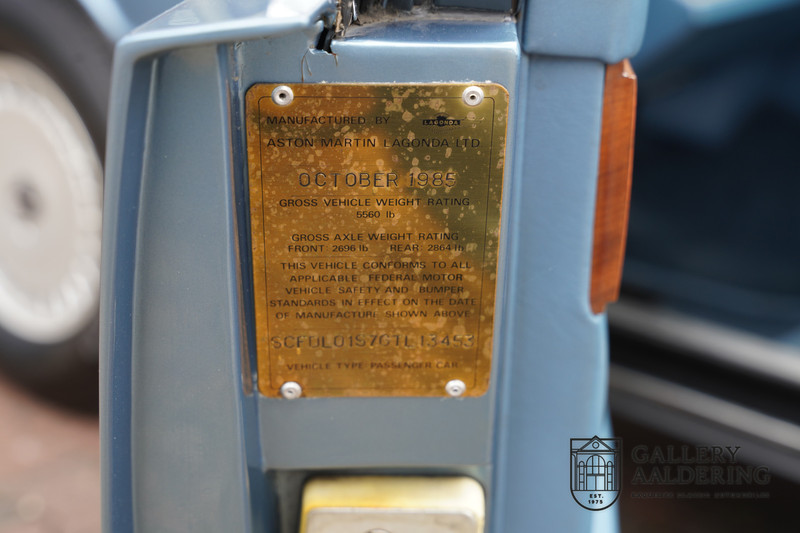 MANUFACTURED BY LAGONDA
ASTON MARTIN LAGONDA LTD
OCTOBER 1985
GROSS VEHICLE WEIGHT RATING
5560 lb
GROSS AXLE WEIGHT RATING
FRONT: 2696 lb REAR: 2864 lb
THIS VEHICLE CONFORMS TO ALL
APPLICABLE FEDERAL MOTOR
VEHICLE SAFETY AND BUMPER
STANDARDS IN EFFECT ON THE DATE
OF MANUFACTURE SHOWN ABOVE
SCFDL01S7GTL13453
VEHICLE TYPE PASSENGER CAR
GALLERY
AALDERING
EST.
1975